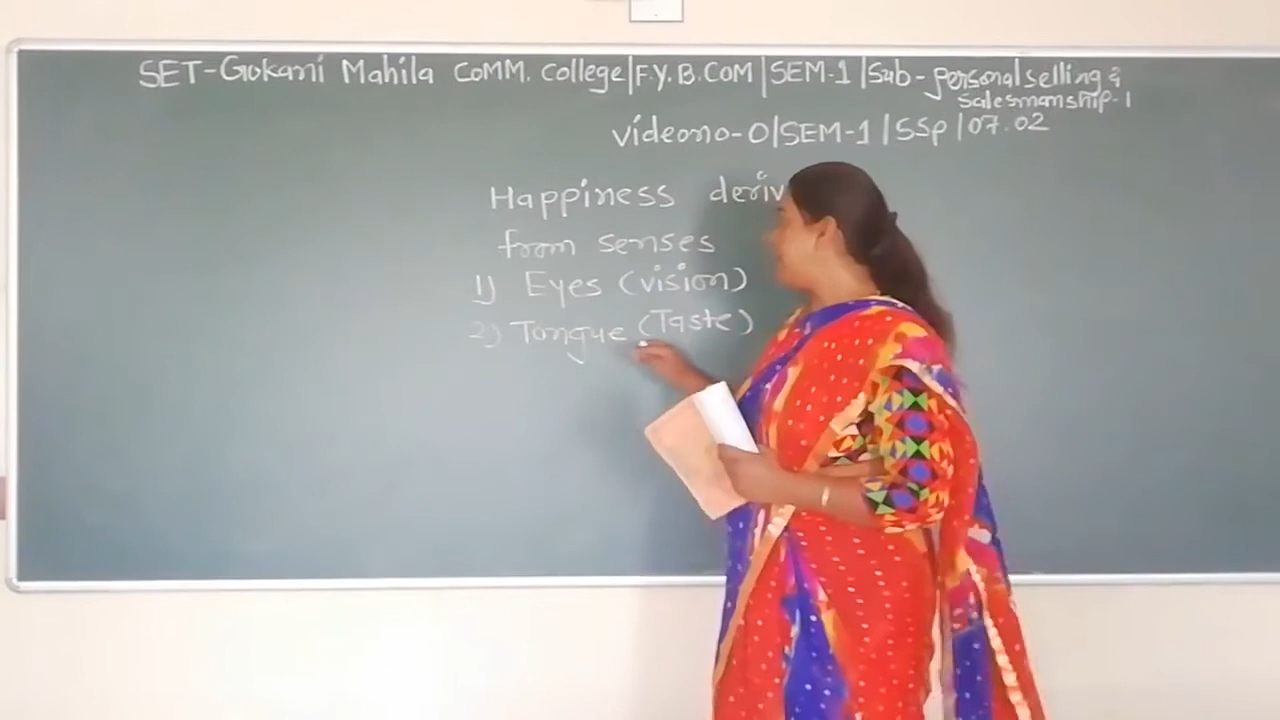 SET-Gokani Mahila COMM. College|F.Y.B.COM|SEM-1|Sub-personal selling &
salesmanship-1
videono-0|SEM-1|SSP|07.02
Happiness deriv
from senses
1) Eyes (vision)
2) Tongue (Taste)